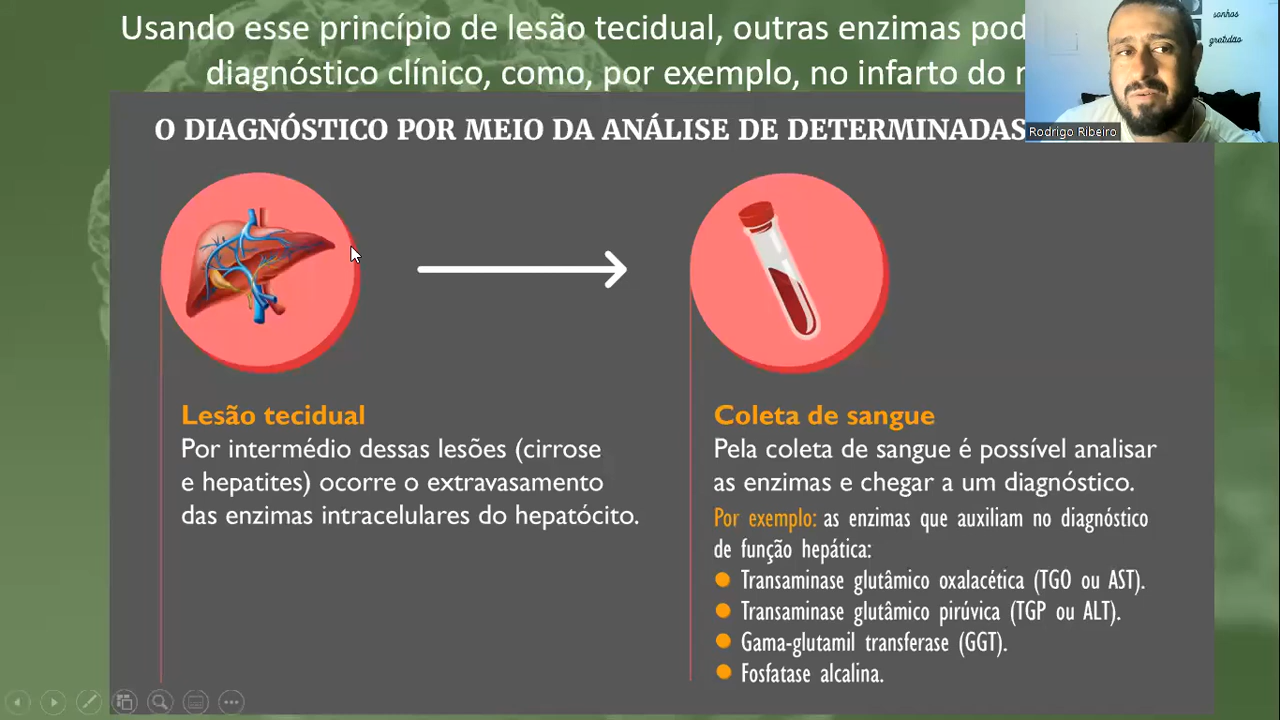 Usando esse princípio de lesão tecidual, outras enzimas
diagnóstico clínico, como, por exemplo, no infarto do
sonhos
gratidão
Rodrigo Ribeiro
O DIAGNÓSTICO POR MEIO DA ANÁLISE DE DETERMINADAS
Lesão tecidual
Por intermédio dessas lesões (cirrose
e hepatites) ocorre o extravasamento
das enzimas intracelulares do hepatócito.
Coleta de sangue
Pela coleta de sangue é possível analisar
as enzimas e chegar a um diagnóstico.
Por exemplo: as enzimas que auxiliam no diagnóstico
de função hepática:
Transaminase glutâmico oxalacética (TGO ou AST).
Transaminase glutâmico pirúvica (TGP ou ALT).
Gama-glutamil transferase (GGT).
Fosfatase alcalina.